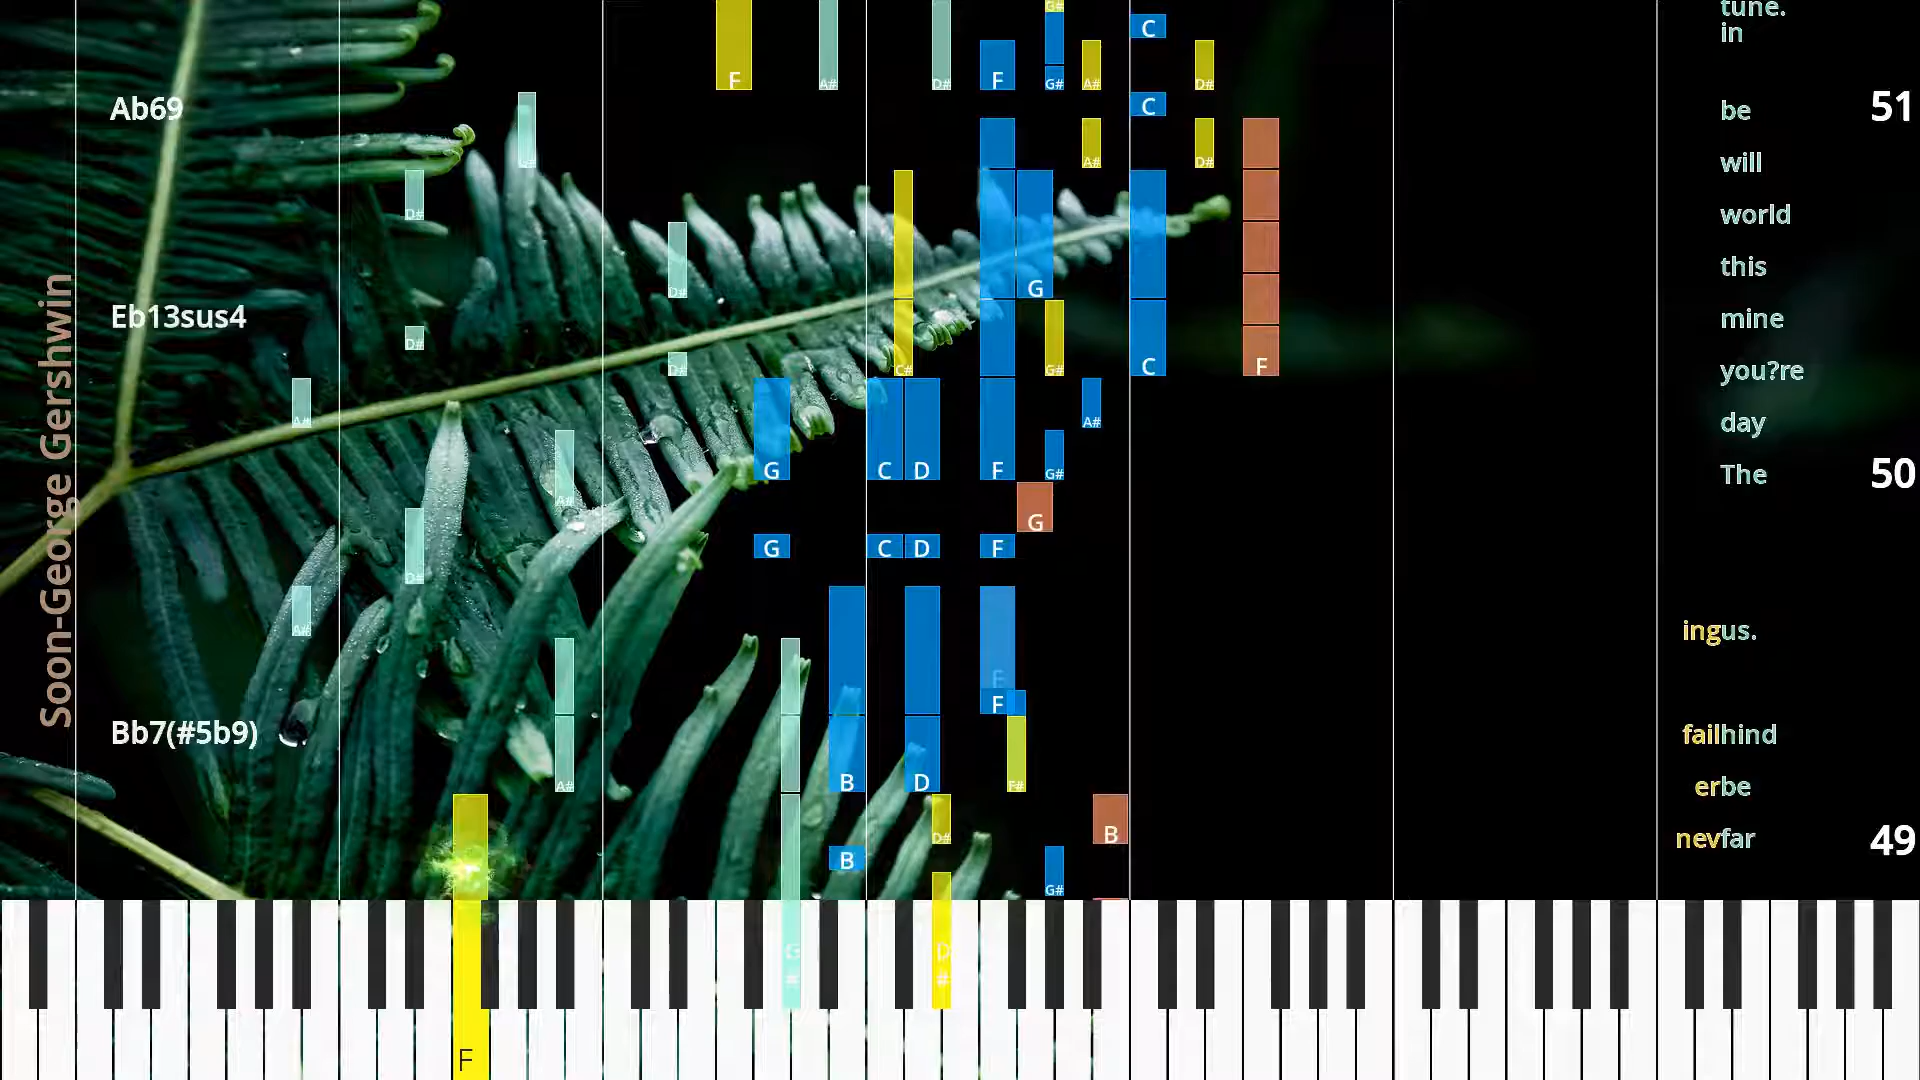 tune.
in
C
G#
F
A#
D#
F
G#
A#
D#
Ab69
C
be
51
G#
A#
D#
will
D#
world
this
D#
G
Eb13sus4
mine
D#
D#
C#
G#
C
F
you?re
A#
A#
day
G
C
D
F
G#
The
50
A#
G
G
C
D
F
D#
A#
ingus.
F
F
Bb7(#5b9)
failhind
A#
B
D
F#
erbe
D#
B
nevfar
49
B
G#
G
#
D
#
F
Soon-George Gershwin